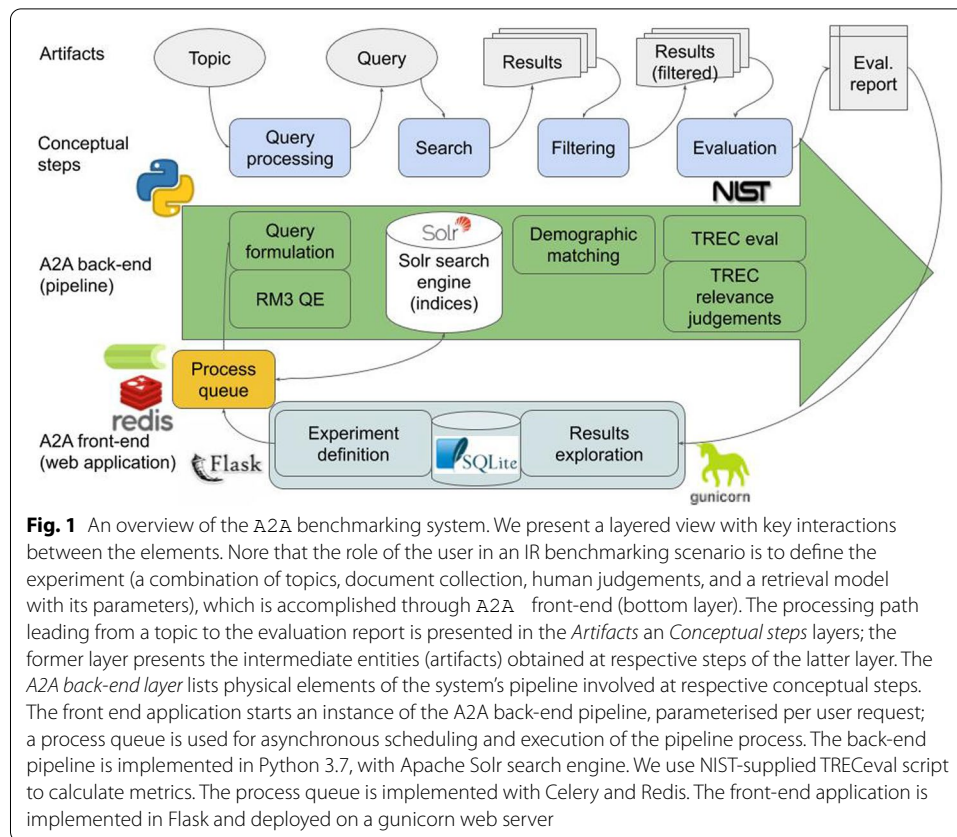 Artifacts
Topic
Query
Results
Results
(filtered)
Eval.
report
Conceptual
steps
Query
processing
Search
Filtering
Evaluation
NIST
A2A back-end
(pipeline)
Query
formulation
RM3 QE
Solr
Solr search
engine
(indices)
Demographic
matching
TREC eval
TREC
relevance
judgements
Process
queue
redis
A2A front-end
(web application)
Flask
Experiment
definition
SQLite
Results
exploration
gunicorn
Fig. 1 An overview of the A2A benchmarking system. We present a layered view with key interactions
between the elements. Nore that the role of the user in an IR benchmarking scenario is to define the
experiment (a combination of topics, document collection, human judgements, and a retrieval model
with its parameters), which is accomplished through A2A front-end (bottom layer). The processing path
leading from a topic to the evaluation report is presented in the Artifacts an Conceptual steps layers; the
former layer presents the intermediate entities (artifacts) obtained at respective steps of the latter layer. The
A2A back-end layer lists physical elements of the system's pipeline involved at respective conceptual steps.
The front end application starts an instance of the A2A back-end pipeline, parameterised per user request;
a process queue is used for asynchronous scheduling and execution of the pipeline process. The back-end
pipeline is implemented in Python 3.7, with Apache Solr search engine. We use NIST-supplied TRECeval script
to calculate metrics. The process queue is implemented with Celery and Redis. The front-end application is
implemented in Flask and deployed on a gunicorn web server